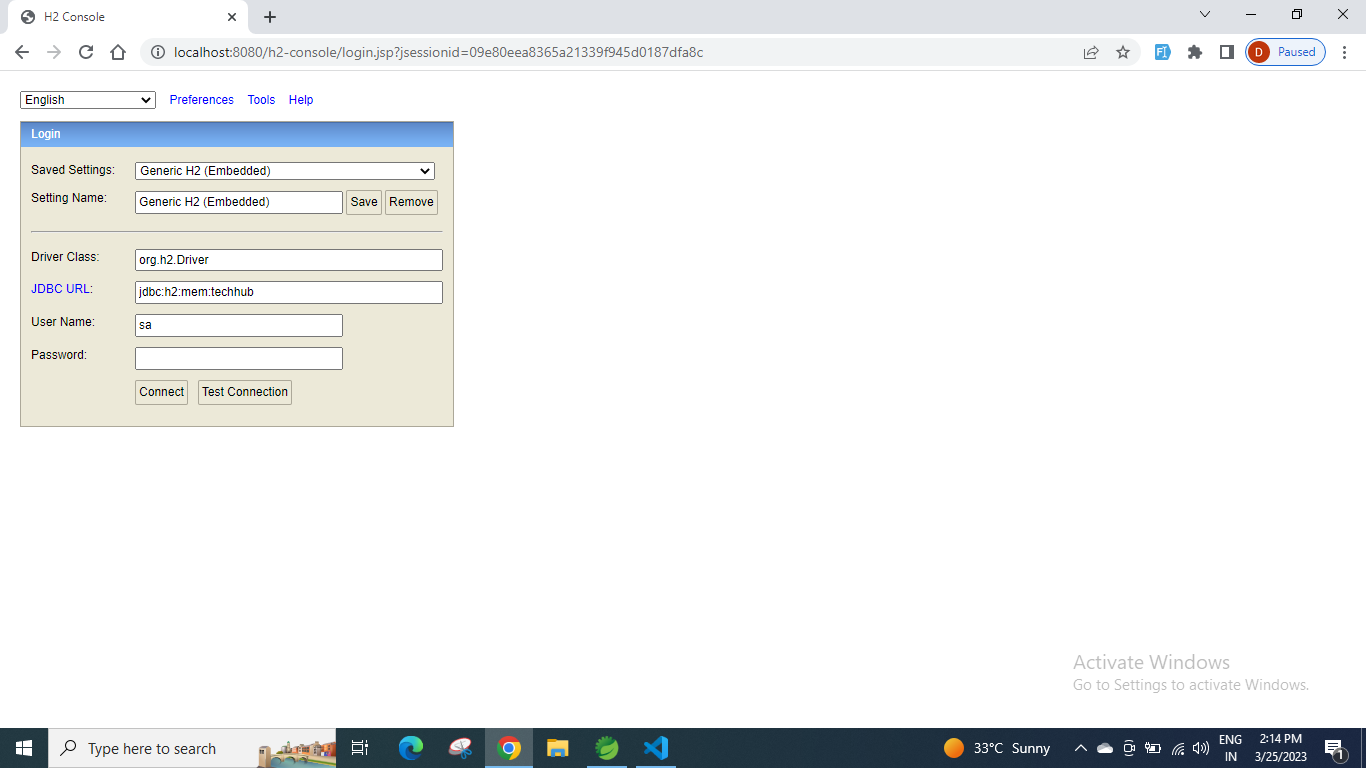 H2 Console
localhost:8080/h2-console/login.jsp?jsessionid=09e80eea8365a21339f945d0187dfa8c
D Paused
English Preferences Tools Help
Login
Saved Settings: Generic H2 (Embedded)
Setting Name: Generic H2 (Embedded) Save Remove
Driver Class: org.h2.Driver
JDBC URL: jdbc:h2:mem:techhub
User Name: sa
Password:
Connect Test Connection
Activate Windows
Go to Settings to activate Windows.
Type here to search
33°C Sunny
ENG
IN
2:14 PM
3/25/2023
1